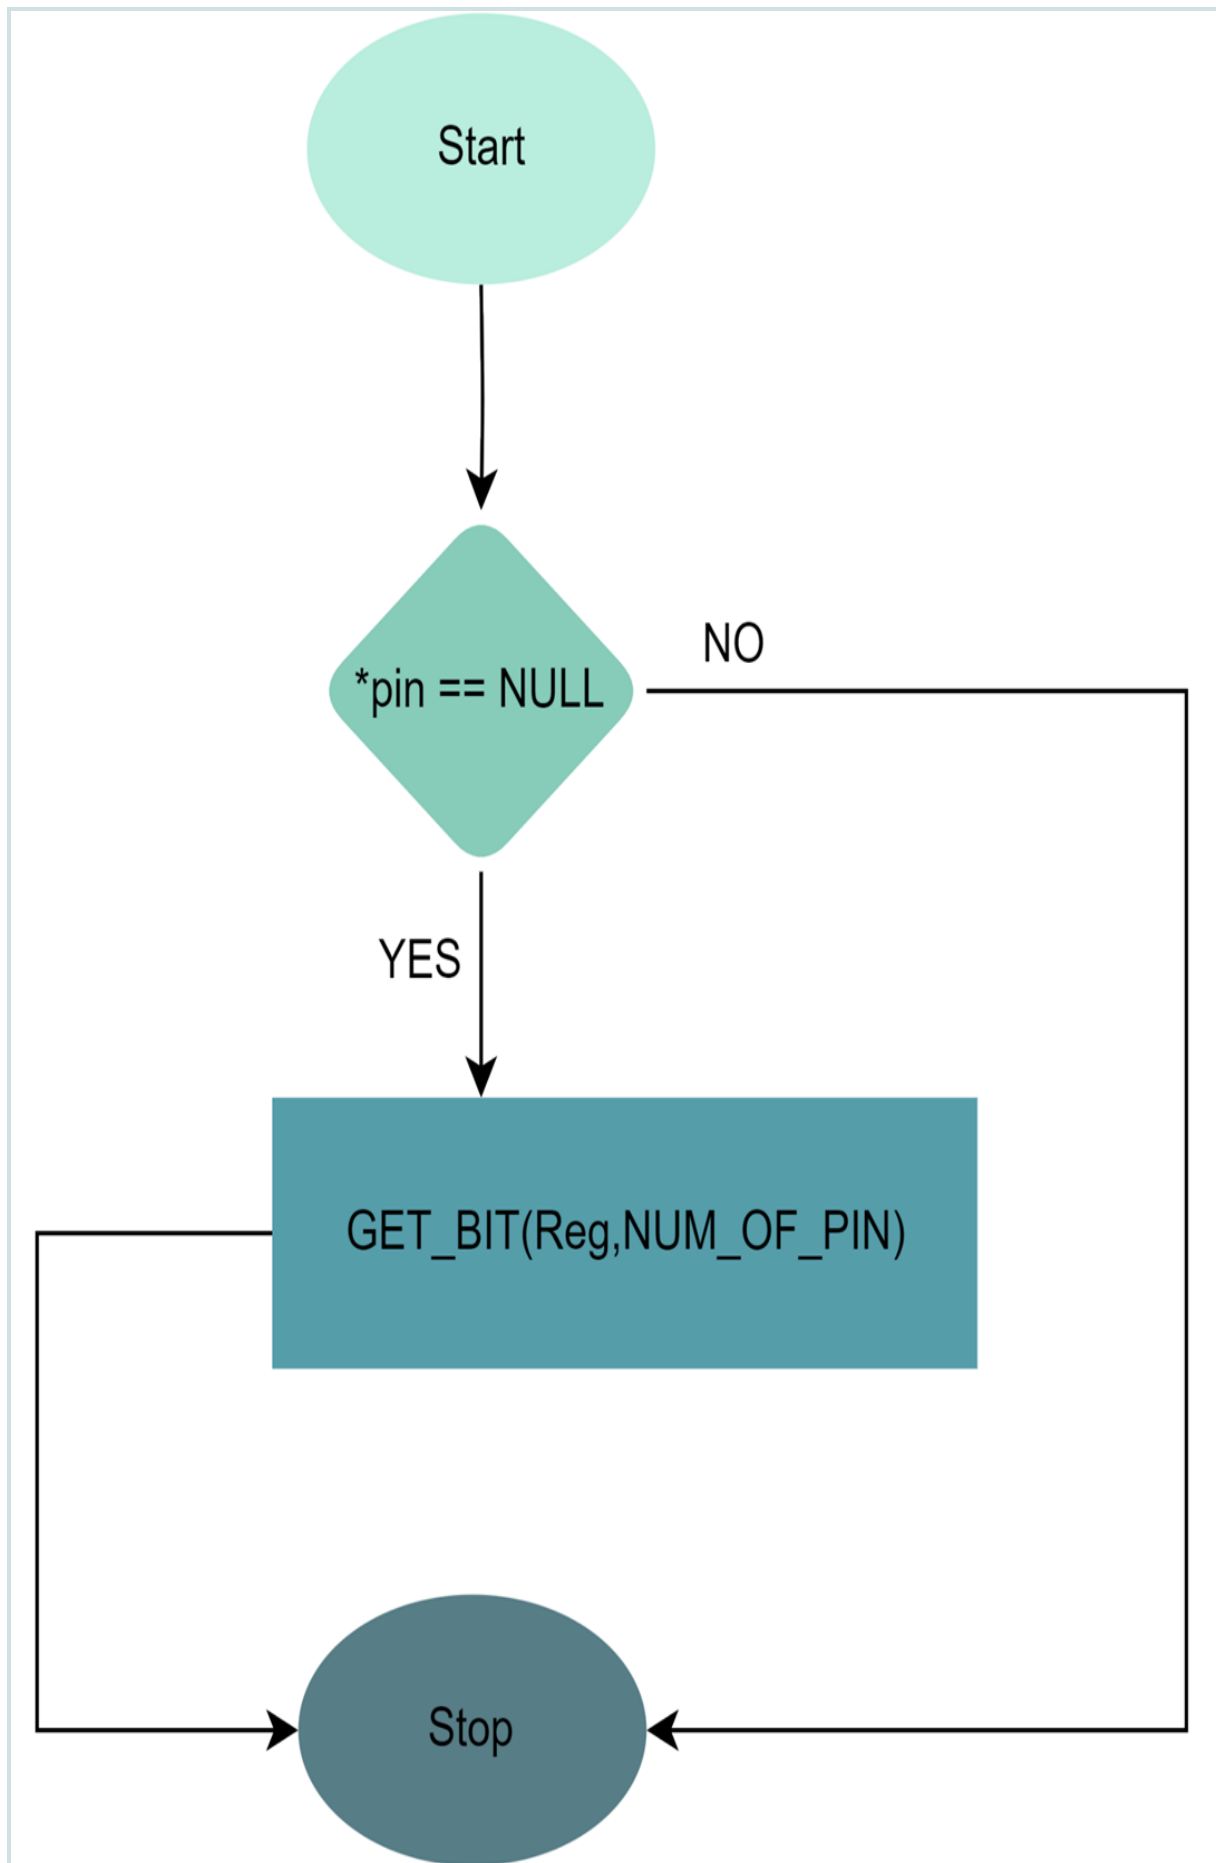 Start
*pin == NULL
NO
YES
GET_BIT(Reg,NUM_OF_PIN)
Stop